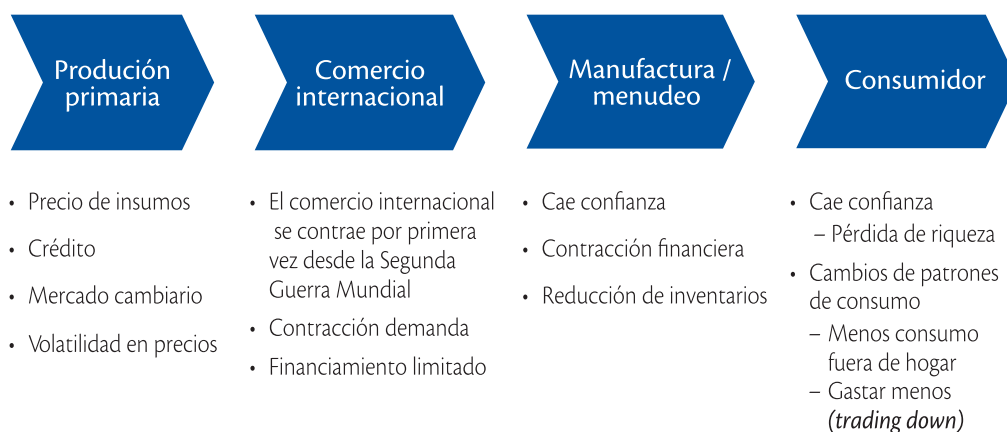 Produción
primaria
Comercio
internacional
Manufactura /
menudeo
Consumidor
• Precio de insumos
• Crédito
• Mercado cambiario
• Volatilidad en precios
• El comercio internacional
se contrae por primera
vez desde la Segunda
Guerra Mundial
• Contracción demanda
• Financiamiento limitado
• Cae confianza
• Contracción financiera
• Reducción de inventarios
• Cae confianza
– Pérdida de riqueza
• Cambios de patrones
de consumo
– Menos consumo
fuera de hogar
– Gastar menos
(trading down)